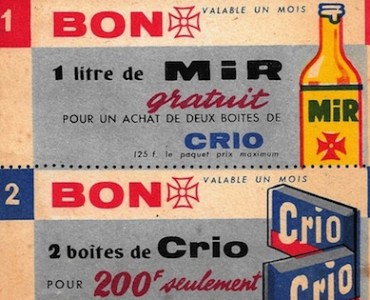 1 BON VALABLE UN MOIS
1 litre de MiR
gratuit
POUR UN ACHAT DE DEUX BOITES DE
CRIO
125 f. le paquet prix maximum
MiR
2 BON VALABLE UN MOIS
2 boîtes de Crio
POUR 200F seulement
Crio
Crio